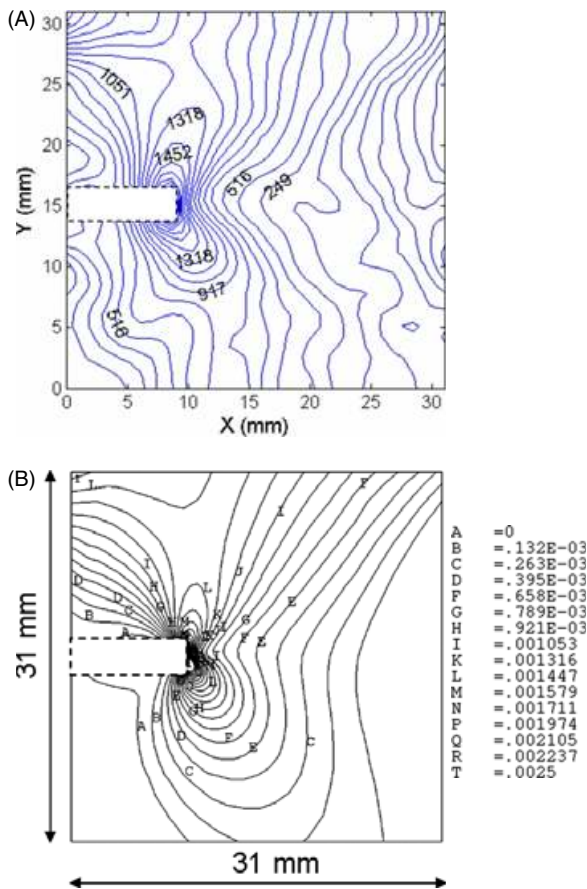 (A)
30
25
20
15
10
5
0
Y (mm)
1051
1318
1452
516
249
1318
917
516
0
5
10
15
20
25
30
X (mm)
(B)
31 mm
31 mm
I
L
I
F
I
H
G
L
J
D
D
C
B
A
M
N
M
G
F
E
E
L
H
G
E
B
A
D
F
E
C
C
A =0
B =.132E-03
C =.263E-03
D =.395E-03
F =.658E-03
G =.789E-03
H =.921E-03
I =.001053
K =.001316
L =.001447
M =.001579
N =.001711
P =.001974
Q =.002105
R =.002237
T =.0025